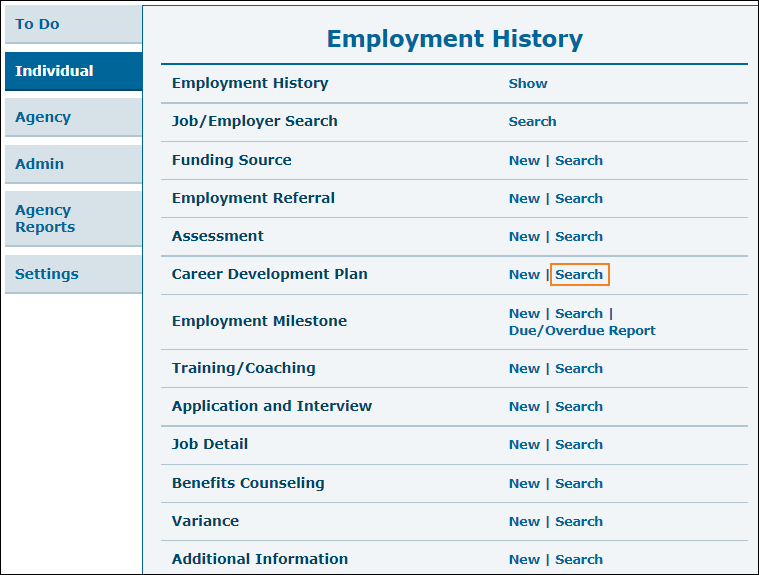 To Do
Individual
Agency
Admin
Agency
Reports
Settings
Employment History
Employment History Show
Job/Employer Search Search
Funding Source New | Search
Employment Referral New | Search
Assessment New | Search
Career Development Plan New | Search
Employment Milestone New | Search |
Due/Overdue Report
Training/Coaching New | Search
Application and Interview New | Search
Job Detail New | Search
Benefits Counseling New | Search
Variance New | Search
Additional Information New | Search